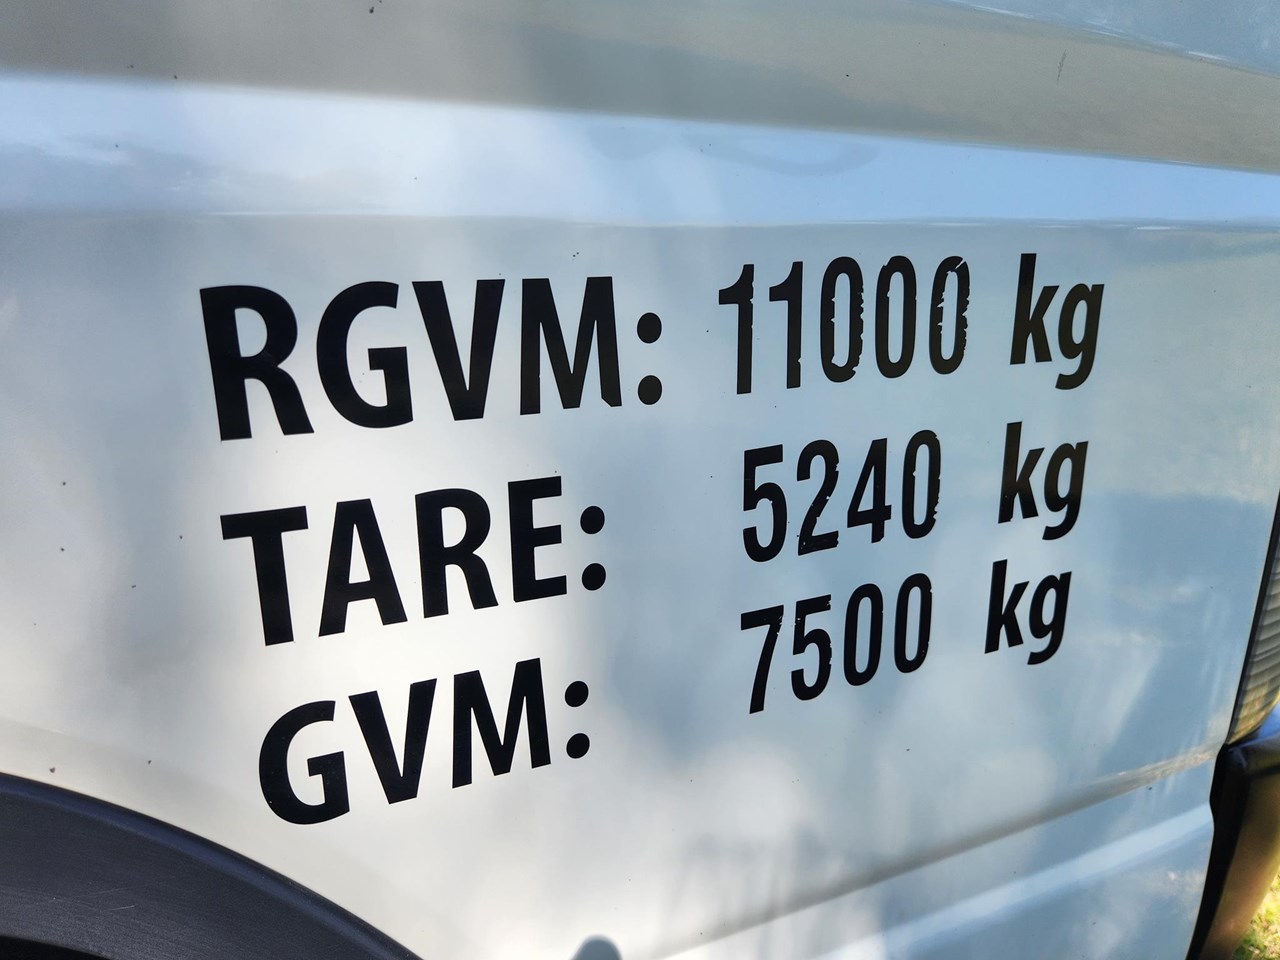 RGVM: 11000 kg
TARE: 5240 kg
GVM: 7500 kg